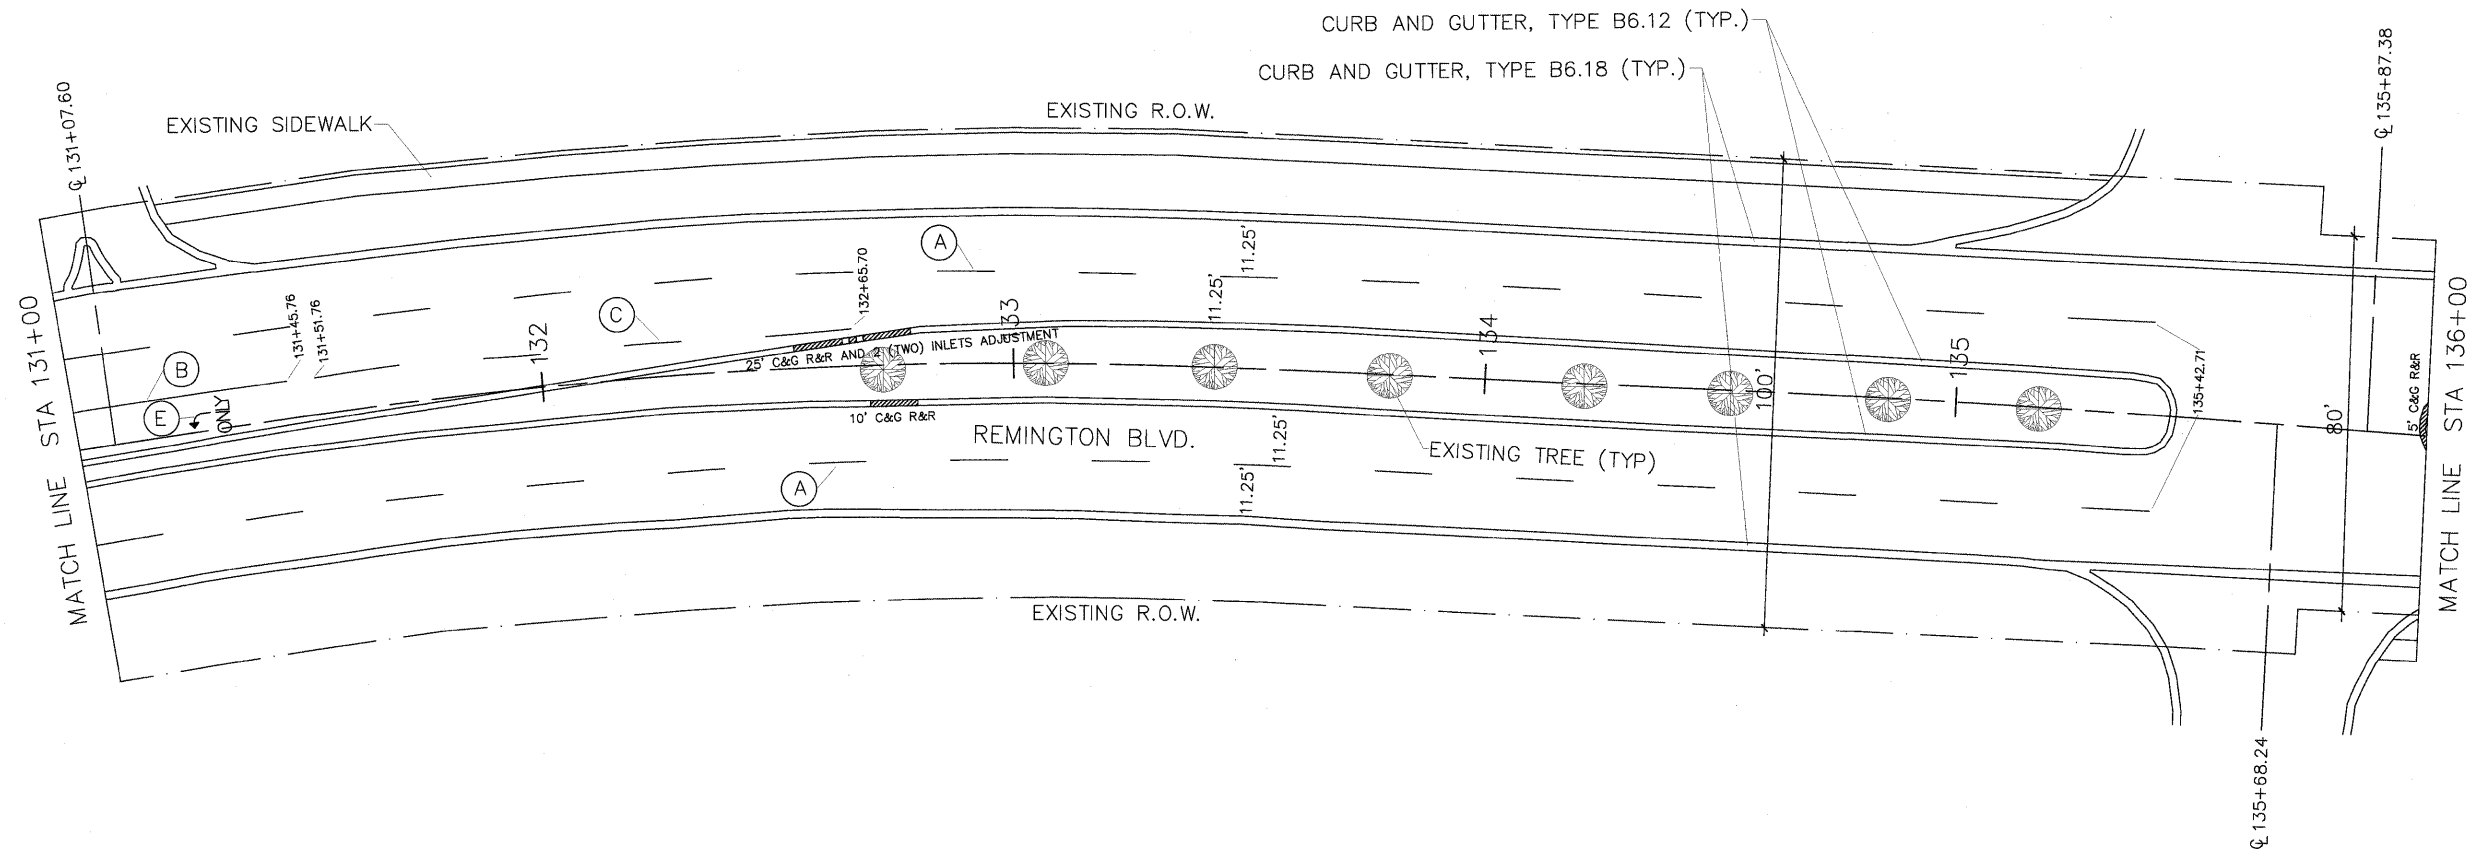 CURB AND GUTTER, TYPE B6.12 (TYP.)
CURB AND GUTTER, TYPE B6.18 (TYP.)
℄ 131+07.60
EXISTING SIDEWALK
EXISTING R.O.W.
℄ 135+87.38
MATCH LINE STA 131+00
131+45.76
131+51.76
B
E
ONLY
132
C
132+65.70
A
33
11.25'
11.25'
25' C&G R&R AND 2 (TWO) INLETS ADJUSTMENT
10' C&G R&R
REMINGTON BLVD.
A
11.25'
11.25'
134
EXISTING TREE (TYP)
100'
135
135+42.71
80'
5' C&G R&R
MATCH LINE STA 136+00
EXISTING R.O.W.
℄ 135+68.24